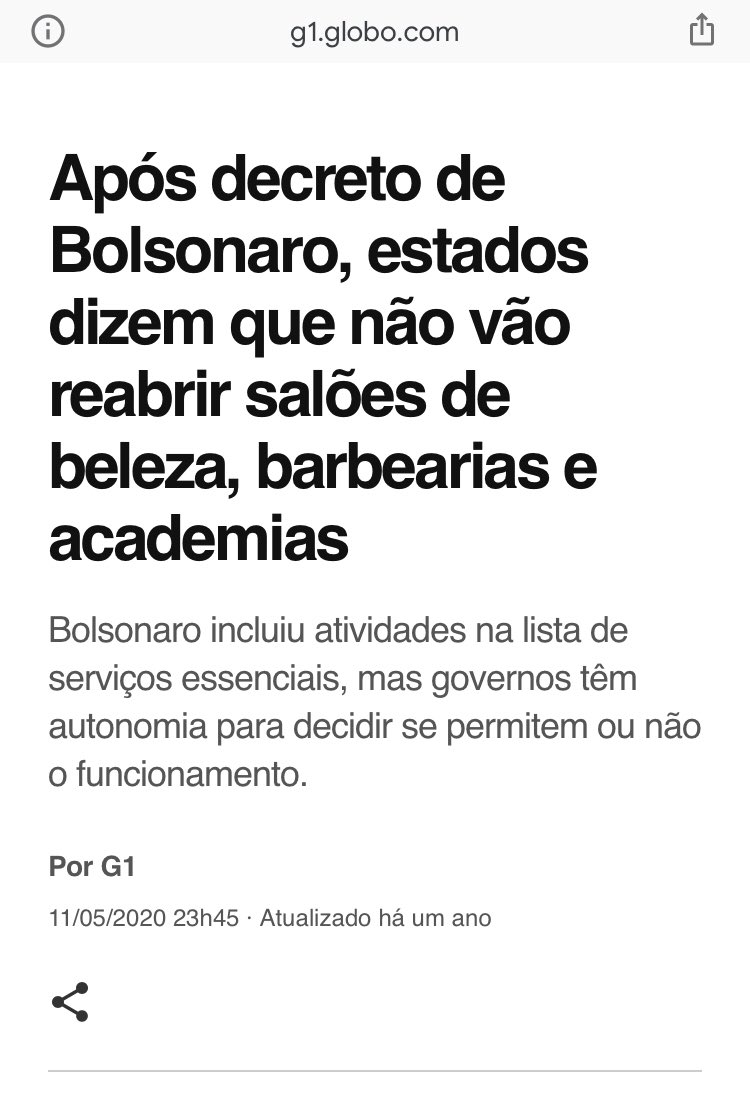 g1.globo.com
Após decreto de
Bolsonaro, estados
dizem que não vão
reabrir salões de
beleza, barbearias e
academias
Bolsonaro incluiu atividades na lista de
serviços essenciais, mas governos têm
autonomia para decidir se permitem ou não
o funcionamento.
Por G1
11/05/2020 23h45 · Atualizado há um ano